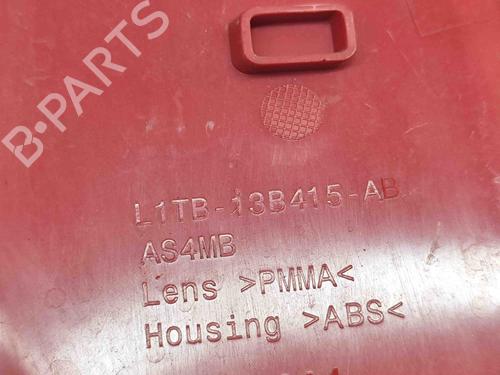 B-PARTS
L1TB-13B415-AB
AS4MB
Lens >PMMA<
Housing >ABS<